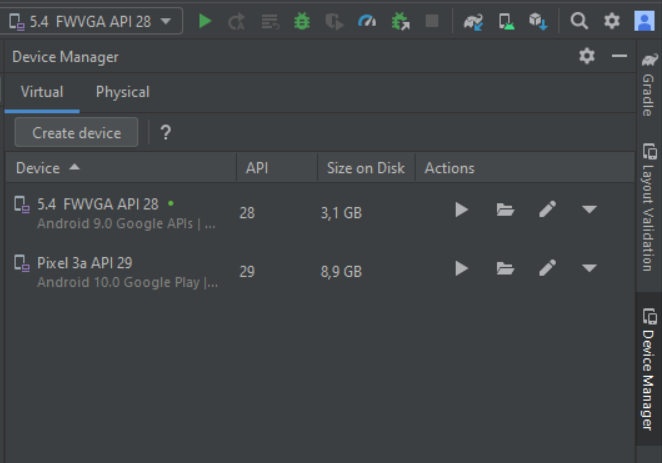 5.4 FWVGA API 28
Device Manager
Virtual Physical
Create device ?
Device API Size on Disk Actions
5.4 FWVGA API 28
Android 9.0 Google APIs | ...
28 3,1 GB
Pixel 3a API 29
Android 10.0 Google Play |...
29 8,9 GB
Gradle
Layout Validation
Device Manager